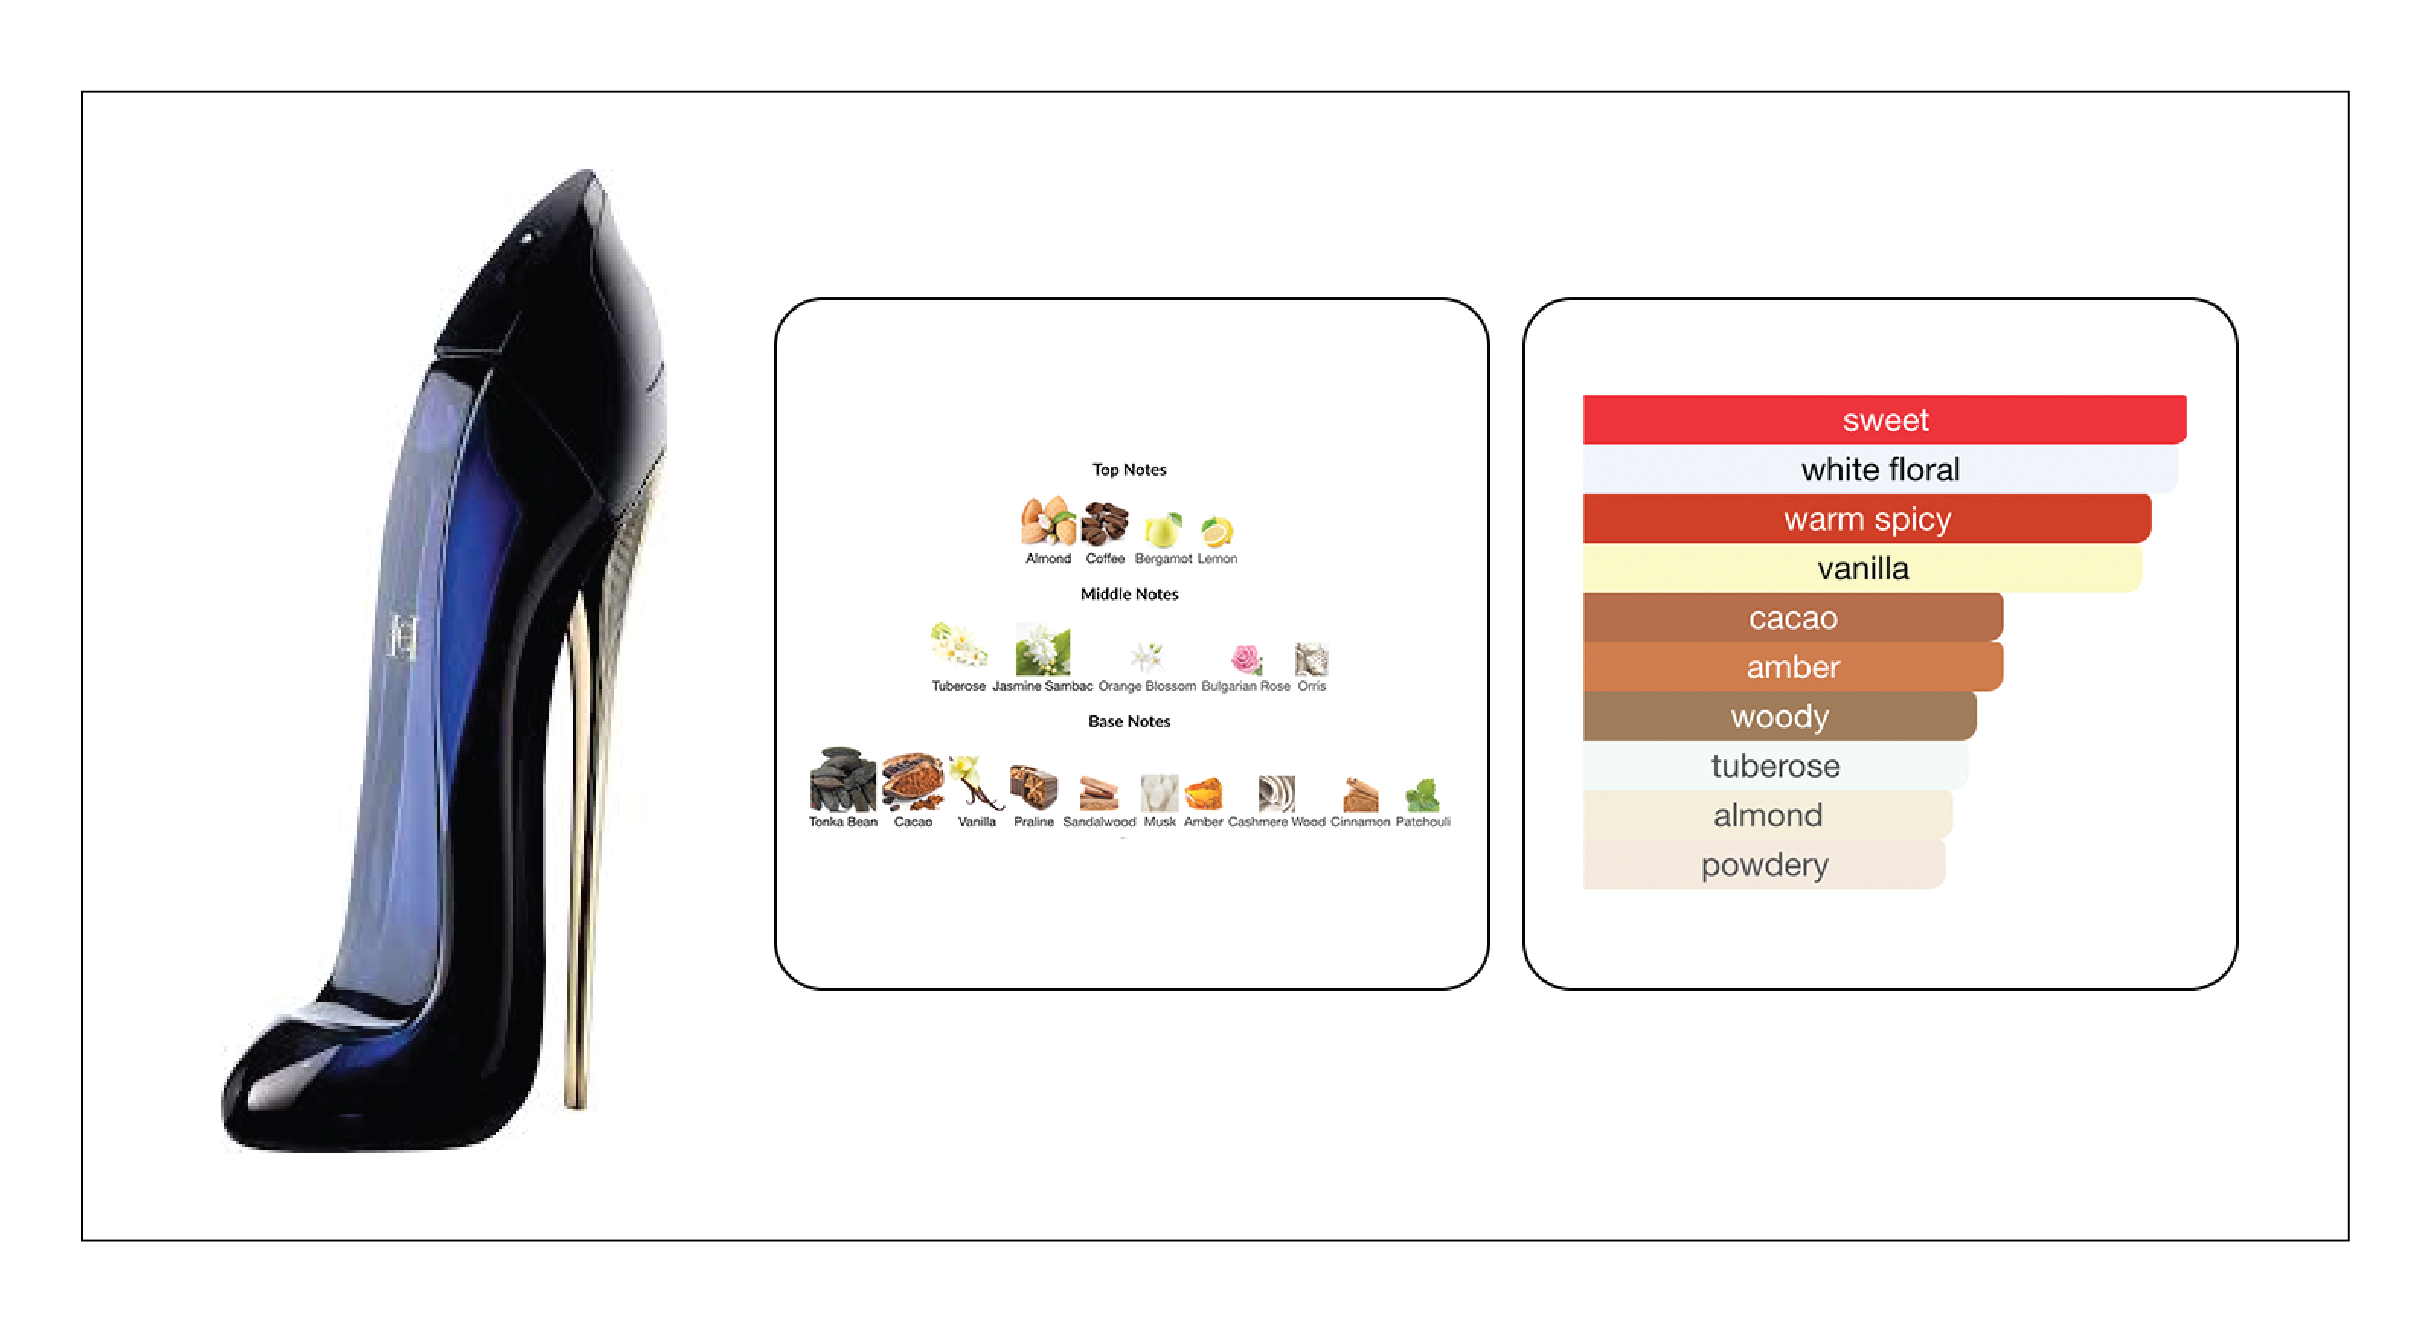 Top Notes
Almond Coffee Bergamot Lemon
Middle Notes
Tuberose Jasmine Sambac Orange Blossom Bulgarian Rose Orris
Base Notes
Tonka Bean Cacao Vanilla Praline Sandalwood Musk Amber Cashmere Wood Cinnamon Patchouli
sweet
white floral
warm spicy
vanilla
cacao
amber
woody
tuberose
almond
powdery